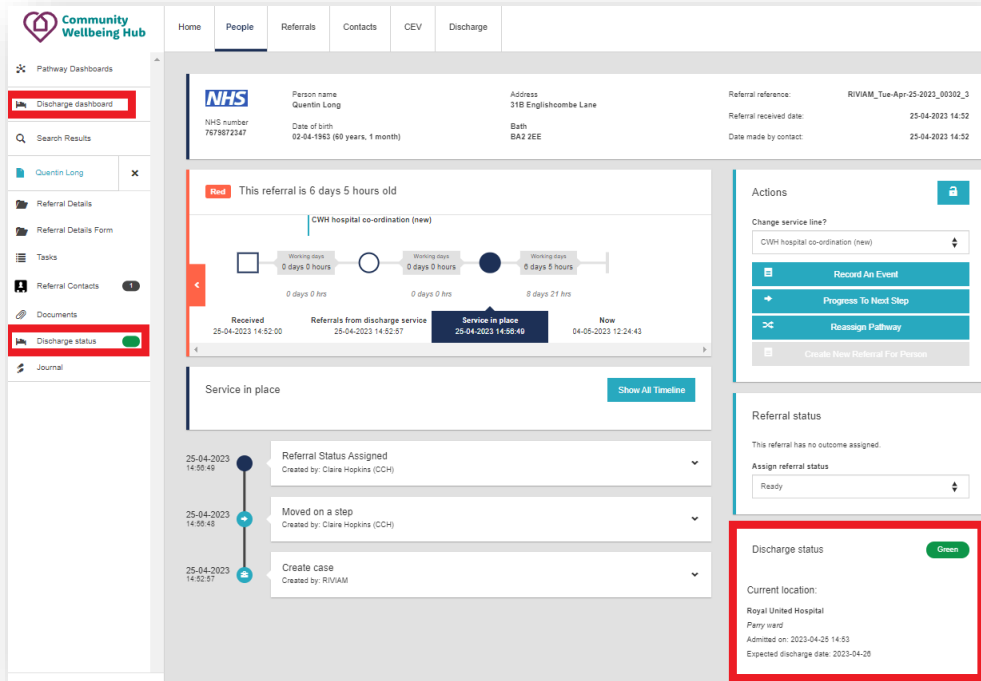 Community
Wellbeing Hub
Home
People
Referrals
Contacts
CEV
Discharge
Pathway Dashboards
Discharge dashboard
Search Results
Quentin Long
x
Referral Details
Referral Details Form
Tasks
Referral Contacts
1
Documents
Discharge status
Journal
NHS
NHS number
7679872347
Person name
Quentin Long
Date of birth
02-04-1963 (60 years, 1 month)
Address
31B Englishcombe Lane
Bath
BA2 2EE
Referral reference: RIVIAM_Tue-Apr-25-2023_00302_3
Referral received date: 25-04-2023 14:52
Date made by contact: 25-04-2023 14:52
Red This referral is 6 days 5 hours old
CWH hospital co-ordination (new)
Working days
0 days 0 hours
Working days
0 days 0 hours
Working days
6 days 5 hours
0 days 0 hrs
0 days 0 hrs
8 days 21 hrs
Received
25-04-2023 14:52:00
Referrals from discharge service
25-04-2023 14:52:57
Service in place
25-04-2023 14:56:49
Now
04-05-2023 12:24:43
Service in place
Show All Timeline
25-04-2023
14:56:49
Referral Status Assigned
Created by: Claire Hopkins (CCH)
25-04-2023
14:56:48
Moved on a step
Created by: Claire Hopkins (CCH)
25-04-2023
14:52:57
Create case
Created by: RIVIAM
Actions
Change service line?
CWH hospital co-ordination (new)
Record An Event
Progress To Next Step
Reassign Pathway
Create New Referral For Person
Referral status
This referral has no outcome assigned.
Assign referral status
Ready
Discharge status
Green
Current location:
Royal United Hospital
Parry ward
Admitted on: 2023-04-25 14:53
Expected discharge date: 2023-04-26